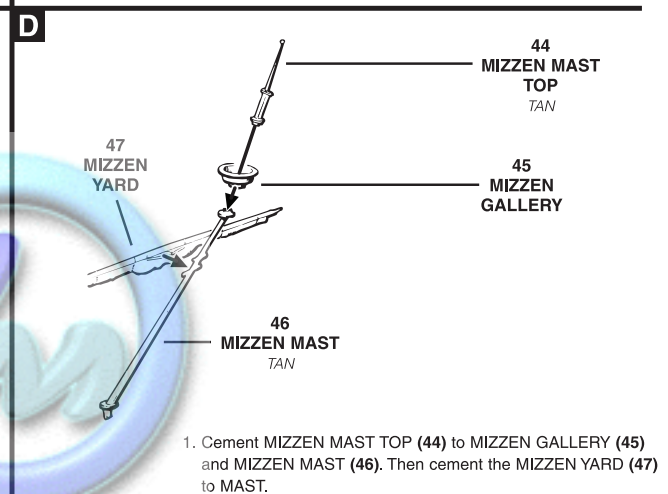 D
44
MIZZEN MAST
TOP
TAN
47
MIZZEN
YARD
45
MIZZEN
GALLERY
46
MIZZEN MAST
TAN
1. Cement MIZZEN MAST TOP (44) to MIZZEN GALLERY (45)
and MIZZEN MAST (46). Then cement the MIZZEN YARD (47)
to MAST.